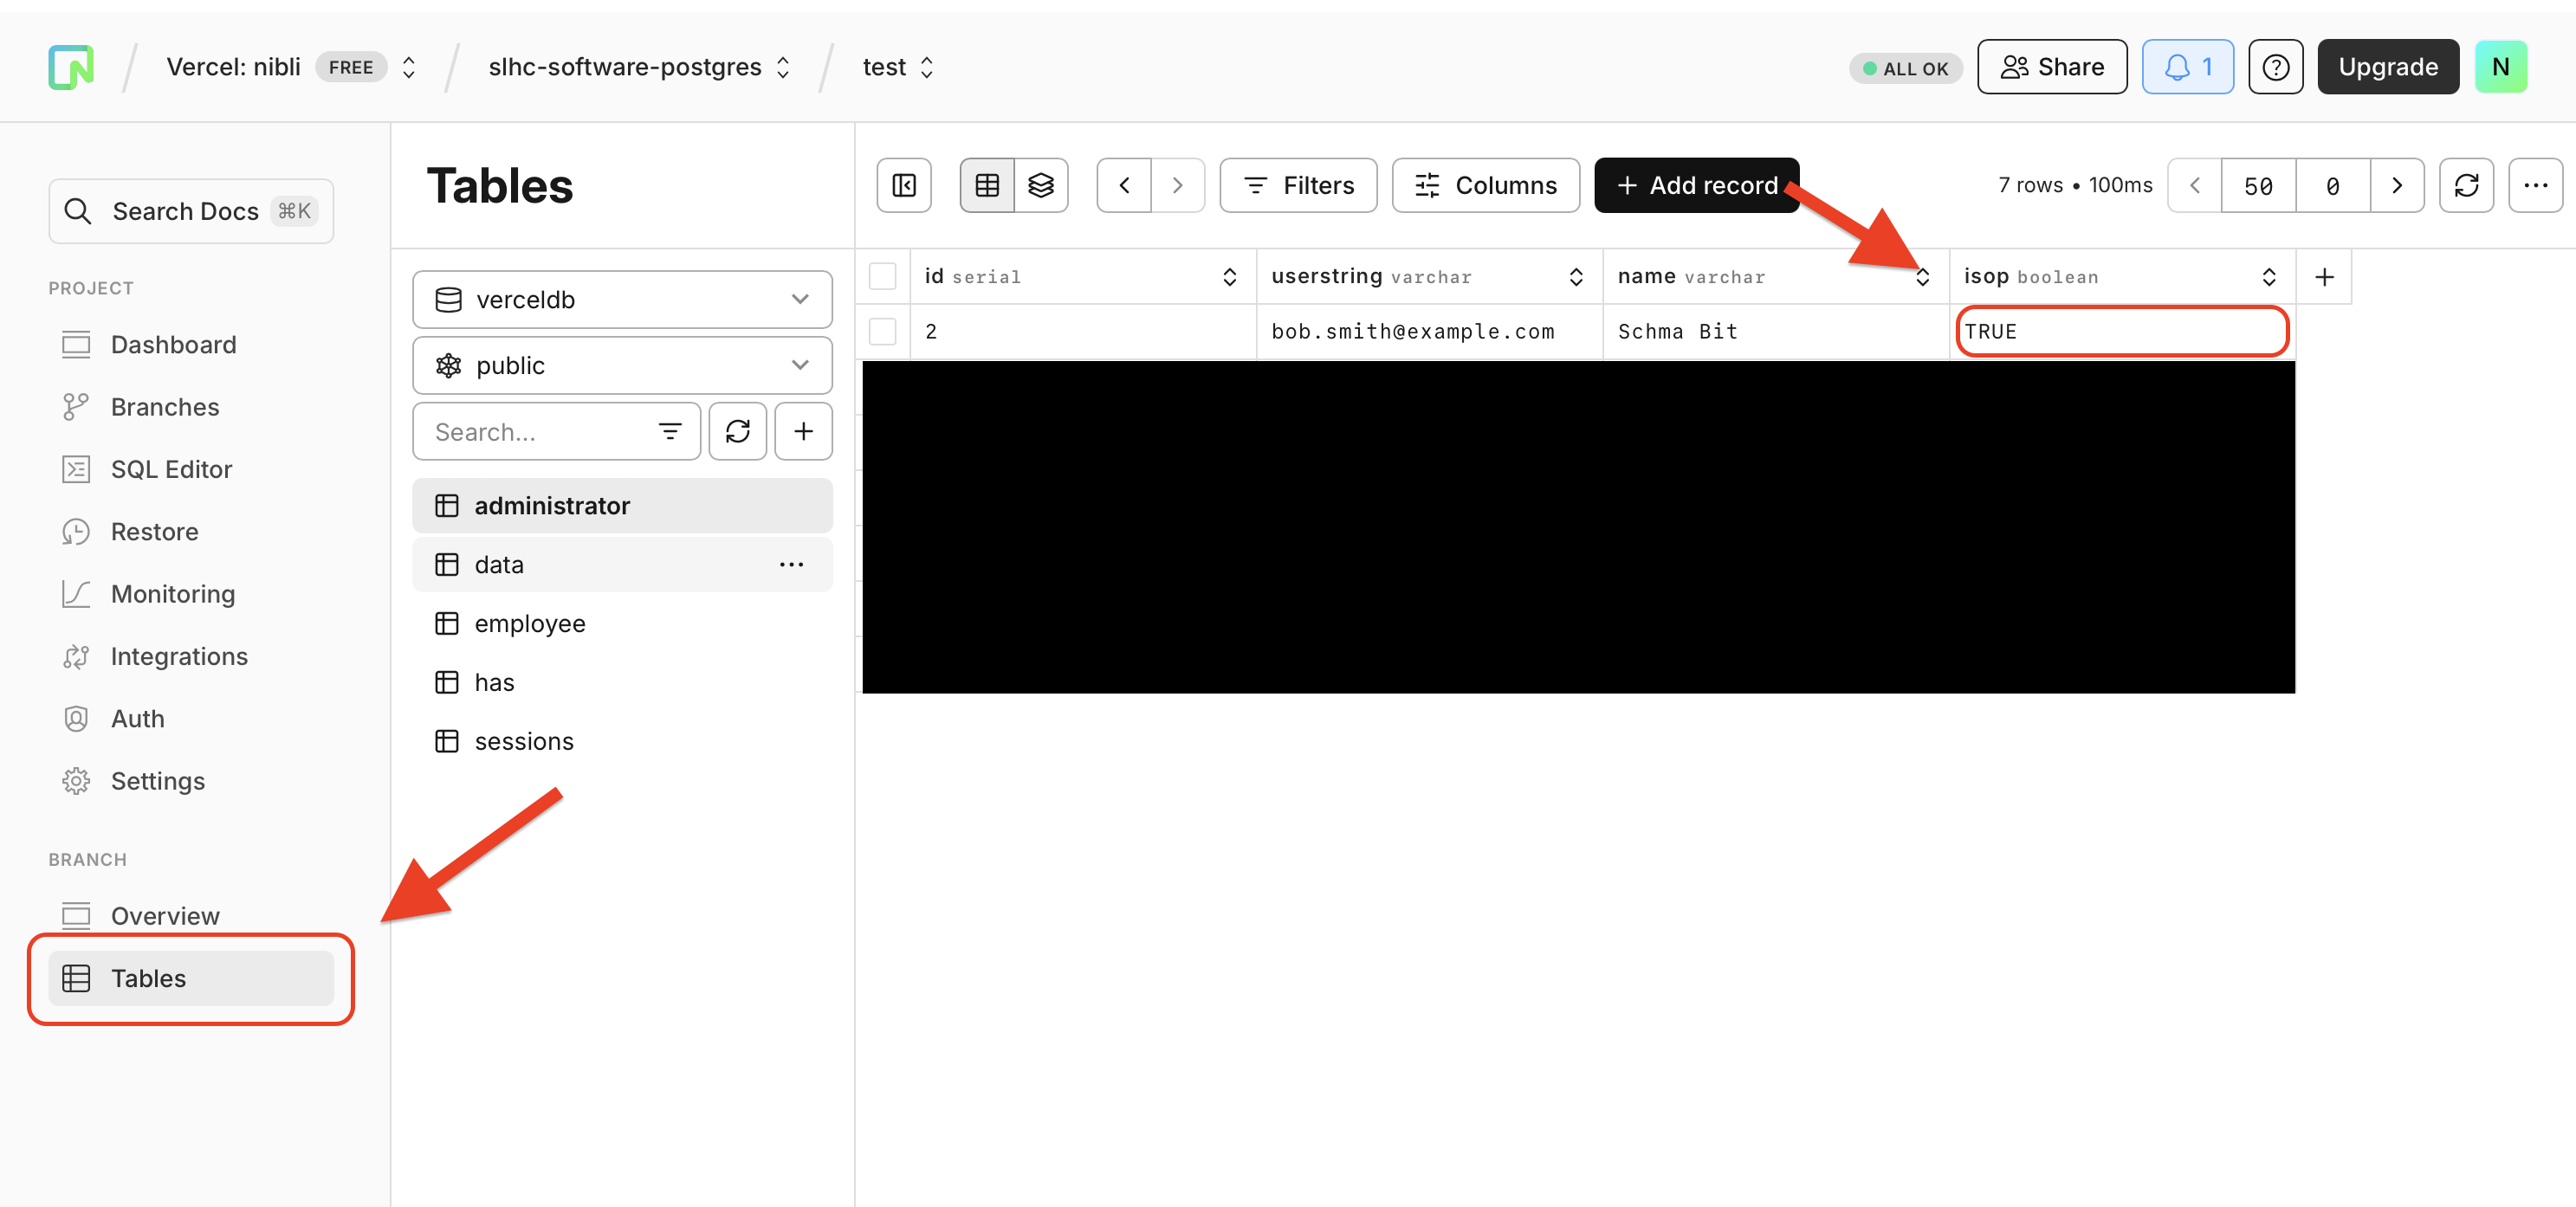 Vercel: nibli FREE
slhc-software-postgres
test
ALL OK
Share
1
Upgrade
N
Search Docs ⌘K
PROJECT
Dashboard
Branches
SQL Editor
Restore
Monitoring
Integrations
Auth
Settings
BRANCH
Overview
Tables
Tables
verceldb
public
Search...
administrator
data
employee
has
sessions
Filters
Columns
+ Add record
7 rows • 100ms
50
0
id serial
userstring varchar
name varchar
isop boolean
2
bob.smith@example.com
Schma Bit
TRUE